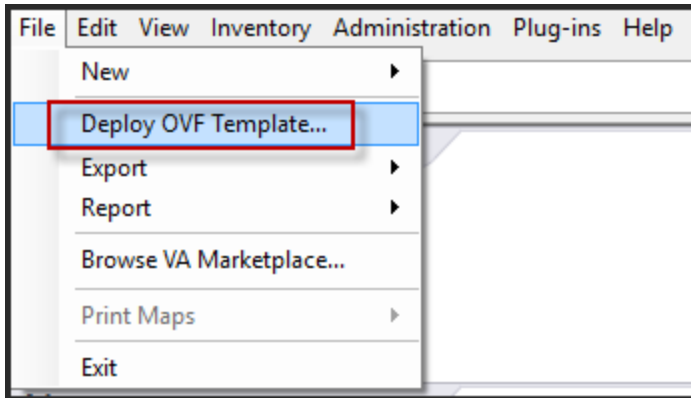 File Edit View Inventory Administration Plug-ins Help
New
Deploy OVF Template...
Export
Report
Browse VA Marketplace...
Print Maps
Exit